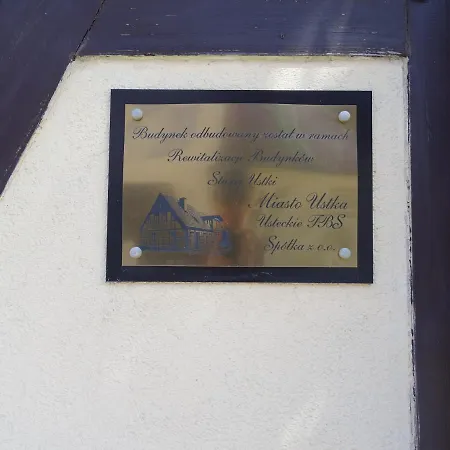 Budynek odbudowany został w ramach
Rewitalizacji Budynków
Starej Ustki
Miasto Ustka
Usteckie TBS
Spółka z o.o.